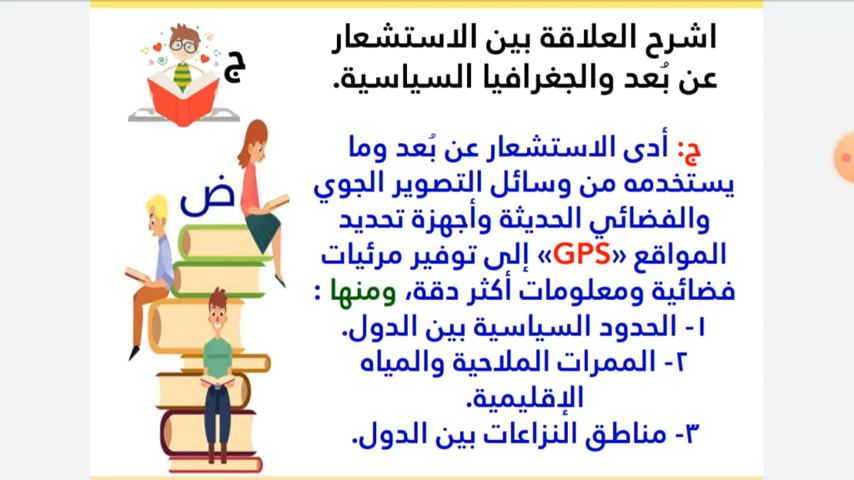 اشرح العلاقة بين الاستشعار
عن بُعد والجغرافيا السياسية.
ج
ج: أدى الاستشعار عن بُعد وما
يستخدمه من وسائل التصوير الجوي
والفضائي الحديثة وأجهزة تحديد
المواقع «GPS» إلى توفير مرئيات
فضائية ومعلومات أكثر دقة، ومنها :
١- الحدود السياسية بين الدول.
٢- الممرات الملاحية والمياه
الإقليمية.
٣- مناطق النزاعات بين الدول.
ض